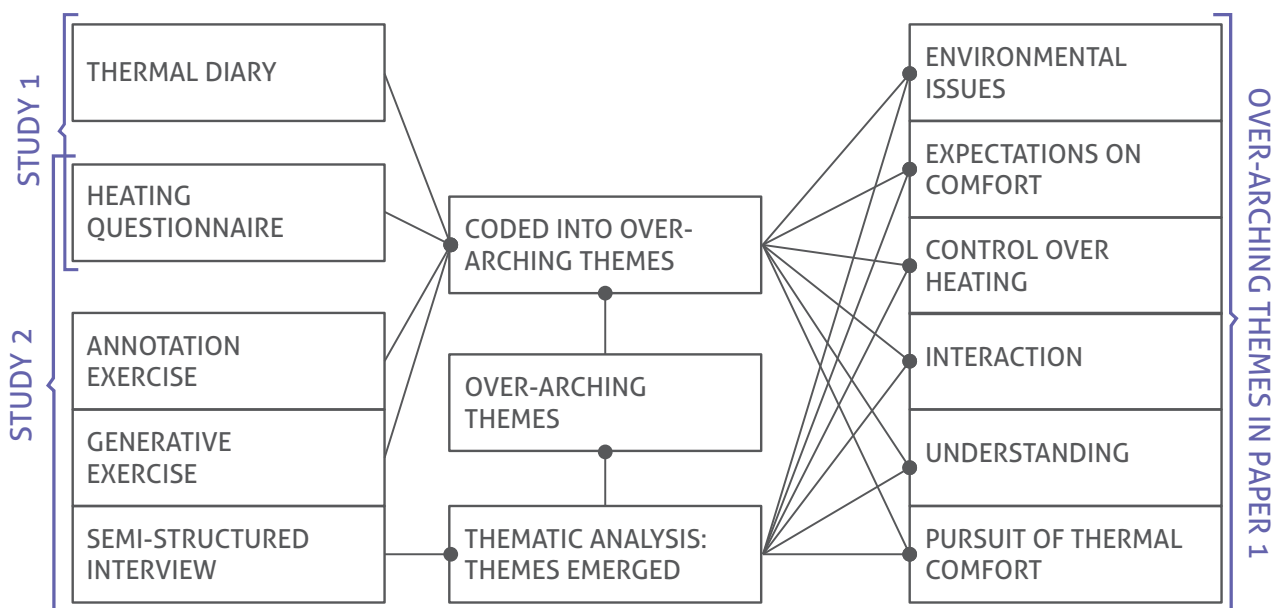 STUDY 1
STUDY 2
THERMAL DIARY
HEATING
QUESTIONNAIRE
ANNOTATION
EXERCISE
GENERATIVE
EXERCISE
SEMI-STRUCTURED
INTERVIEW
CODED INTO OVER-
ARCHING THEMES
OVER-ARCHING
THEMES
THEMATIC ANALYSIS:
THEMES EMERGED
ENVIRONMENTAL
ISSUES
EXPECTATIONS ON
COMFORT
CONTROL OVER
HEATING
INTERACTION
UNDERSTANDING
PURSUIT OF THERMAL
COMFORT
OVER-ARCHING THEMES IN PAPER 1